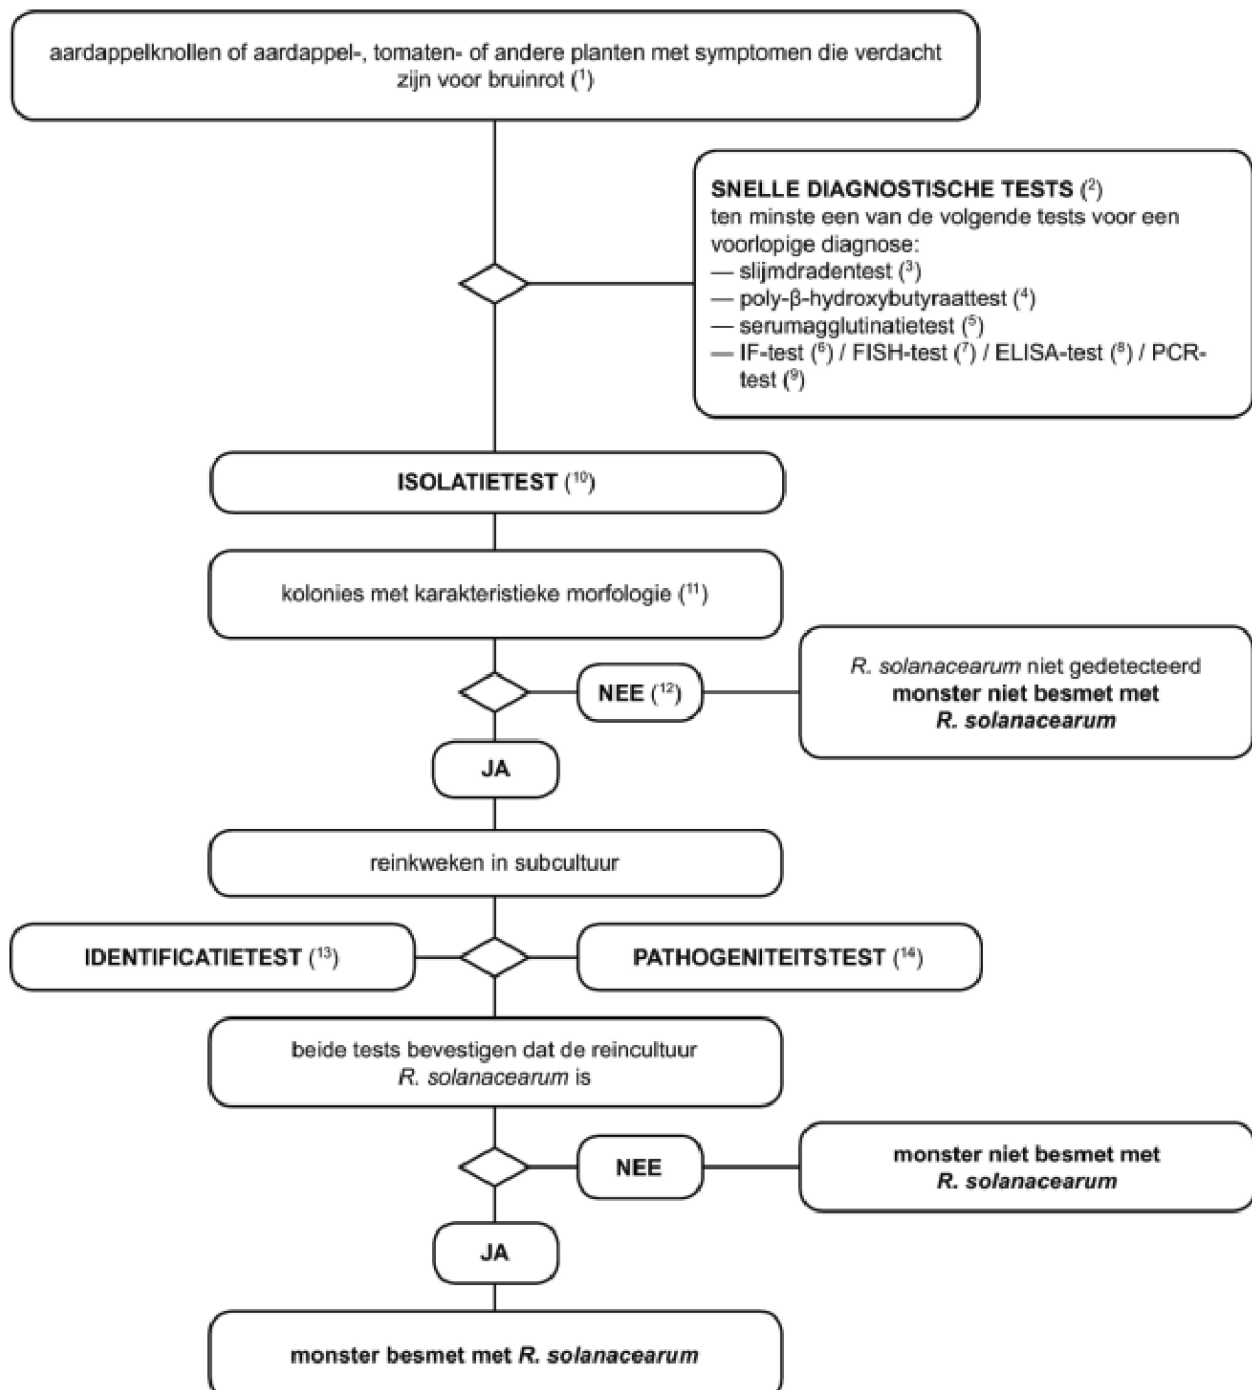 aardappelknollen of aardappel-, tomaten- of andere planten met symptomen die verdacht
zijn voor bruinrot (¹)
SNELLE DIAGNOSTISCHE TESTS (²)
ten minste een van de volgende tests voor een
voorlopige diagnose:
— slijmdradentest (³)
— poly-β-hydroxybutyraattest (⁴)
— serumagglutinatietest (⁵)
— IF-test (⁶) / FISH-test (⁷) / ELISA-test (⁸) / PCR-
test (⁹)
ISOLATIETEST (¹⁰)
kolonies met karakteristieke morfologie (¹¹)
NEE (¹²)
R. solanacearum niet gedetecteerd
monster niet besmet met
R. solanacearum
JA
reinkweken in subcultuur
IDENTIFICATIETEST (¹³)
PATHOGENITEITSTEST (¹⁴)
beide tests bevestigen dat de reincultuur
R. solanacearum is
NEE
monster niet besmet met
R. solanacearum
JA
monster besmet met R. solanacearum